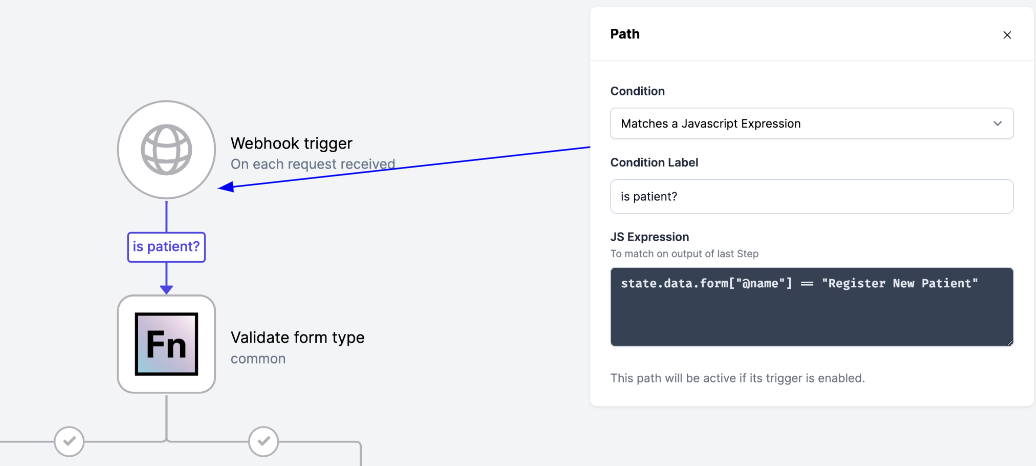 Path
Condition
Matches a Javascript Expression
Condition Label
is patient?
JS Expression
To match on output of last Step
state.data.form["@name"] == "Register New Patient"
This path will be active if its trigger is enabled.
Webhook trigger
On each request received
is patient?
Fn
Validate form type
common